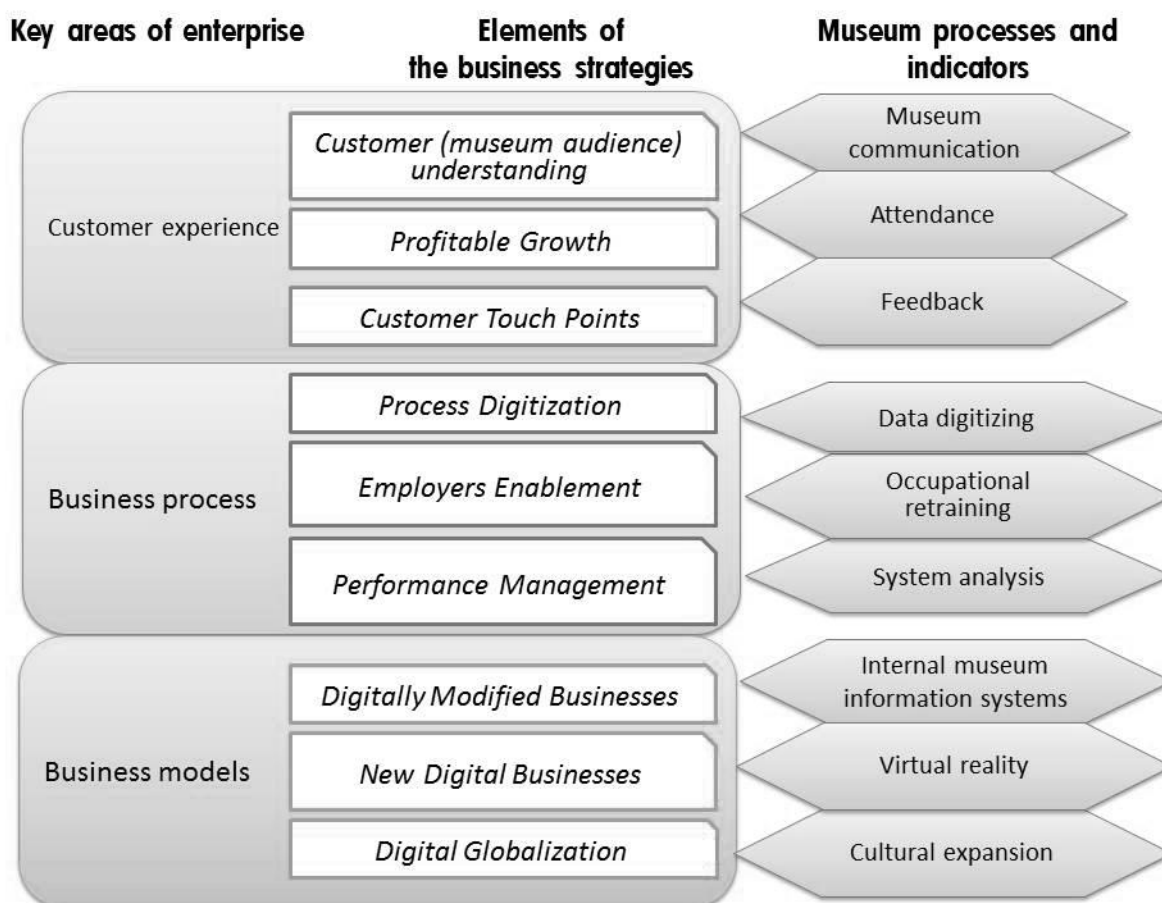 Key areas of enterprise
Elements of
the business strategies
Museum processes and
indicators
Customer experience
Customer (museum audience)
understanding
Profitable Growth
Customer Touch Points
Museum
communication
Attendance
Feedback
Business process
Process Digitization
Employers Enablement
Performance Management
Data digitizing
Occupational
retraining
System analysis
Business models
Digitally Modified Businesses
New Digital Businesses
Digital Globalization
Internal museum
information systems
Virtual reality
Cultural expansion